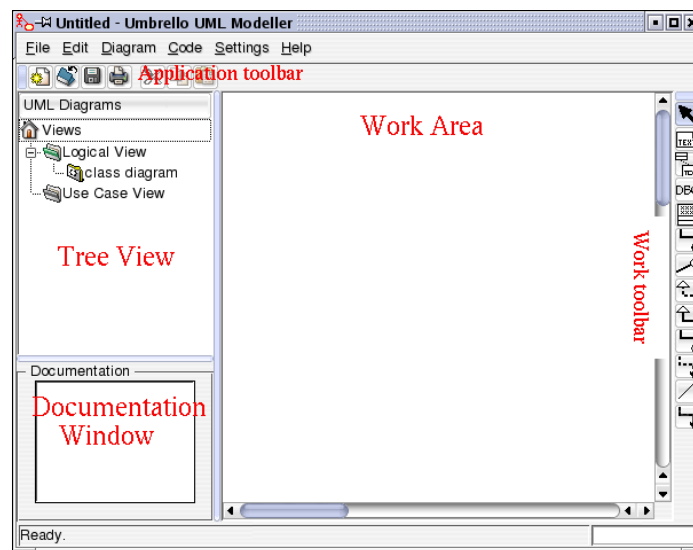 Untitled - Umbrello UML Modeller
File Edit Diagram Code Settings Help
Application toolbar
UML Diagrams
Views
Logical View
class diagram
Use Case View
Tree View
Work Area
Work toolbar
Documentation
Documentation
Window
Ready.